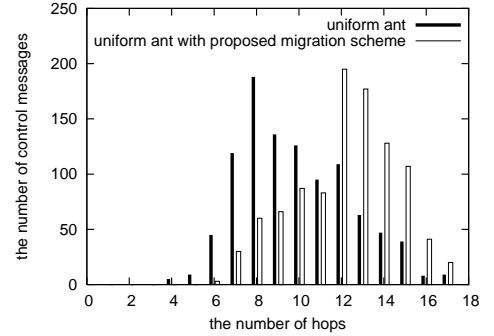 250
200
150
100
50
0
the number of control messages
uniform ant
uniform ant with proposed migration scheme
0 2 4 6 8 10 12 14 16 18
the number of hops